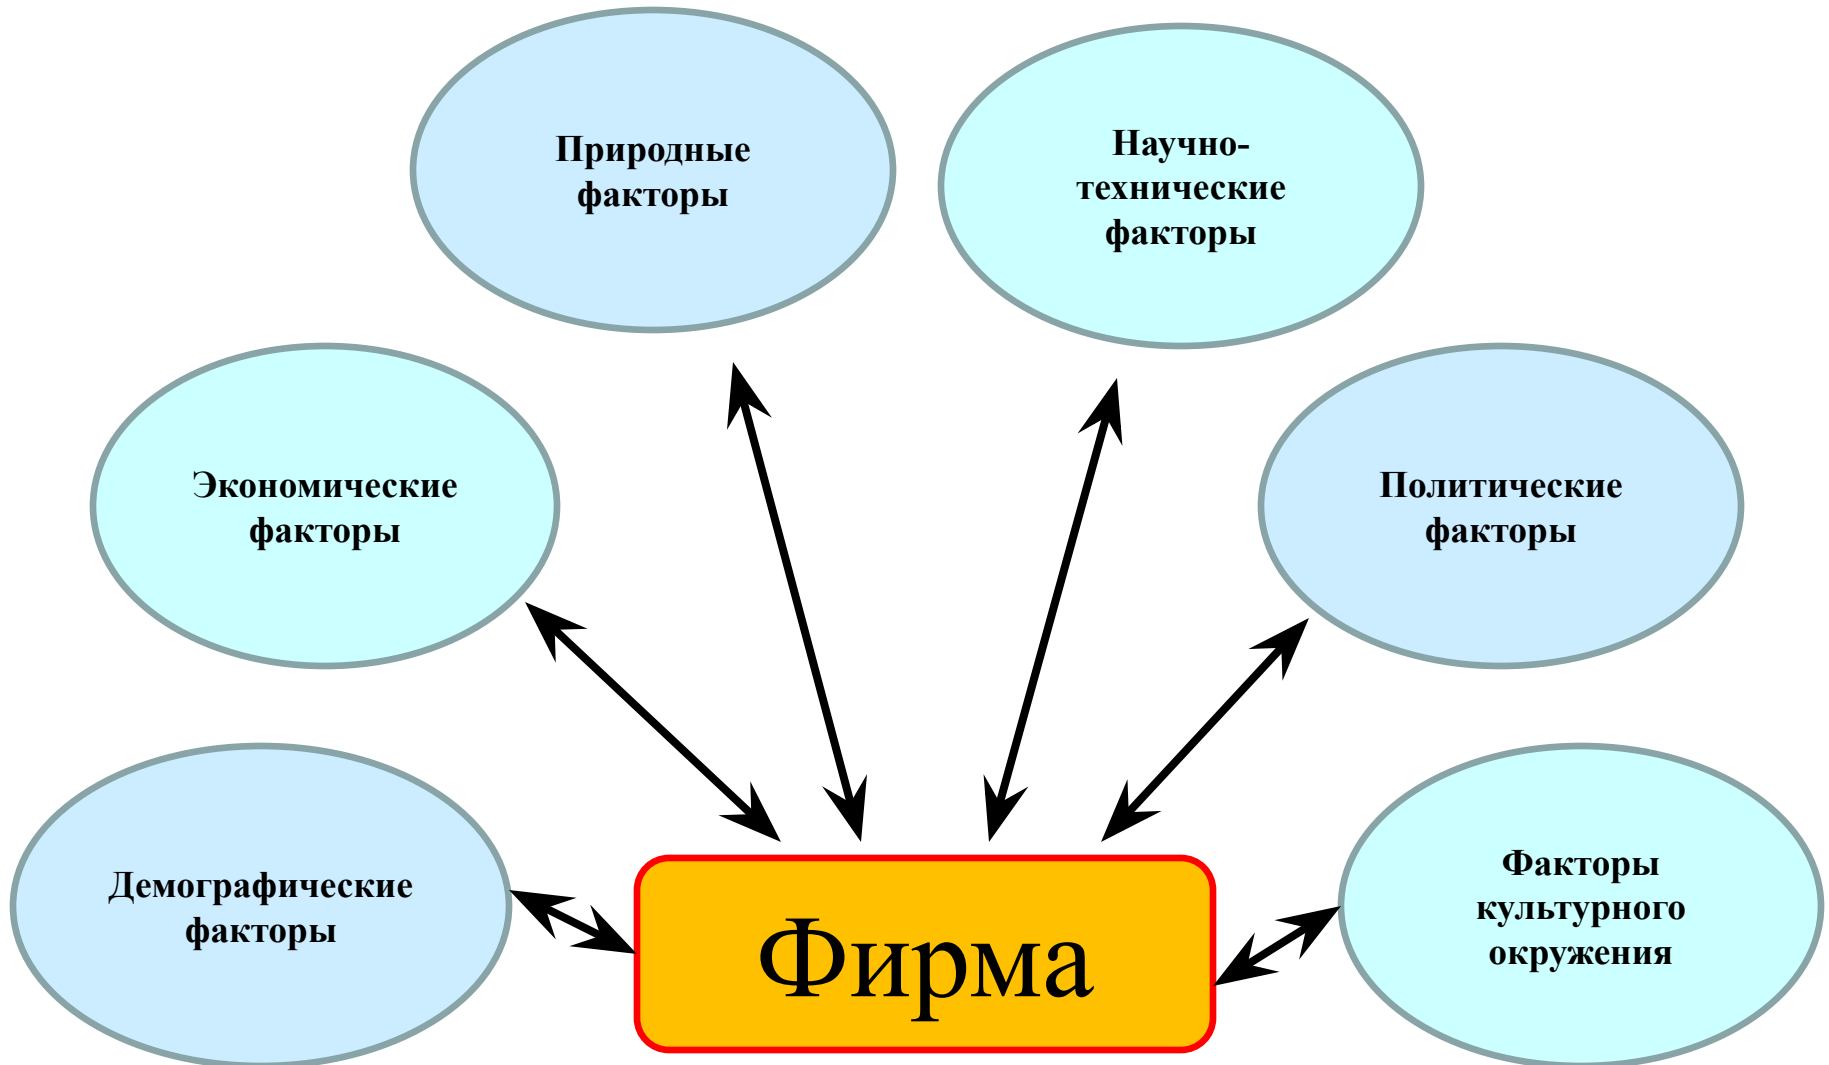 Природные
факторы
Научно-
технические
факторы
Экономические
факторы
Политические
факторы
Демографические
факторы
Фирма
Факторы
культурного
окружения